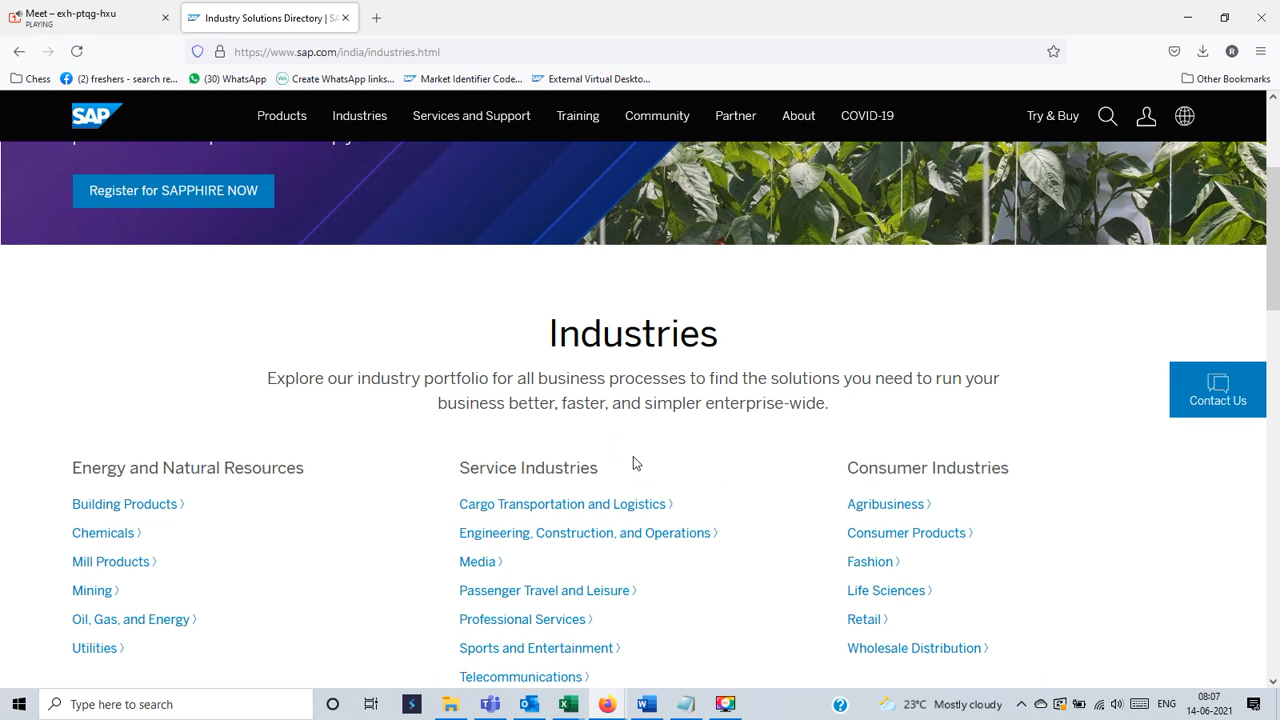 Meet – exh-ptqg-hxu
PLAYING
Industry Solutions Directory | SA
https://www.sap.com/india/industries.html
Chess
(2) freshers - search re...
(30) WhatsApp
Create WhatsApp links...
Market Identifier Code...
External Virtual Deskto...
Other Bookmarks
SAP
Products
Industries
Services and Support
Training
Community
Partner
About
COVID-19
Try & Buy
Register for SAPPHIRE NOW
Industries
Explore our industry portfolio for all business processes to find the solutions you need to run your
business better, faster, and simpler enterprise-wide.
Contact Us
Energy and Natural Resources
Building Products
Chemicals
Mill Products
Mining
Oil, Gas, and Energy
Utilities
Service Industries
Cargo Transportation and Logistics
Engineering, Construction, and Operations
Media
Passenger Travel and Leisure
Professional Services
Sports and Entertainment
Telecommunications
Consumer Industries
Agribusiness
Consumer Products
Fashion
Life Sciences
Retail
Wholesale Distribution
Type here to search
23°C Mostly cloudy
ENG
08:07
14-06-2021